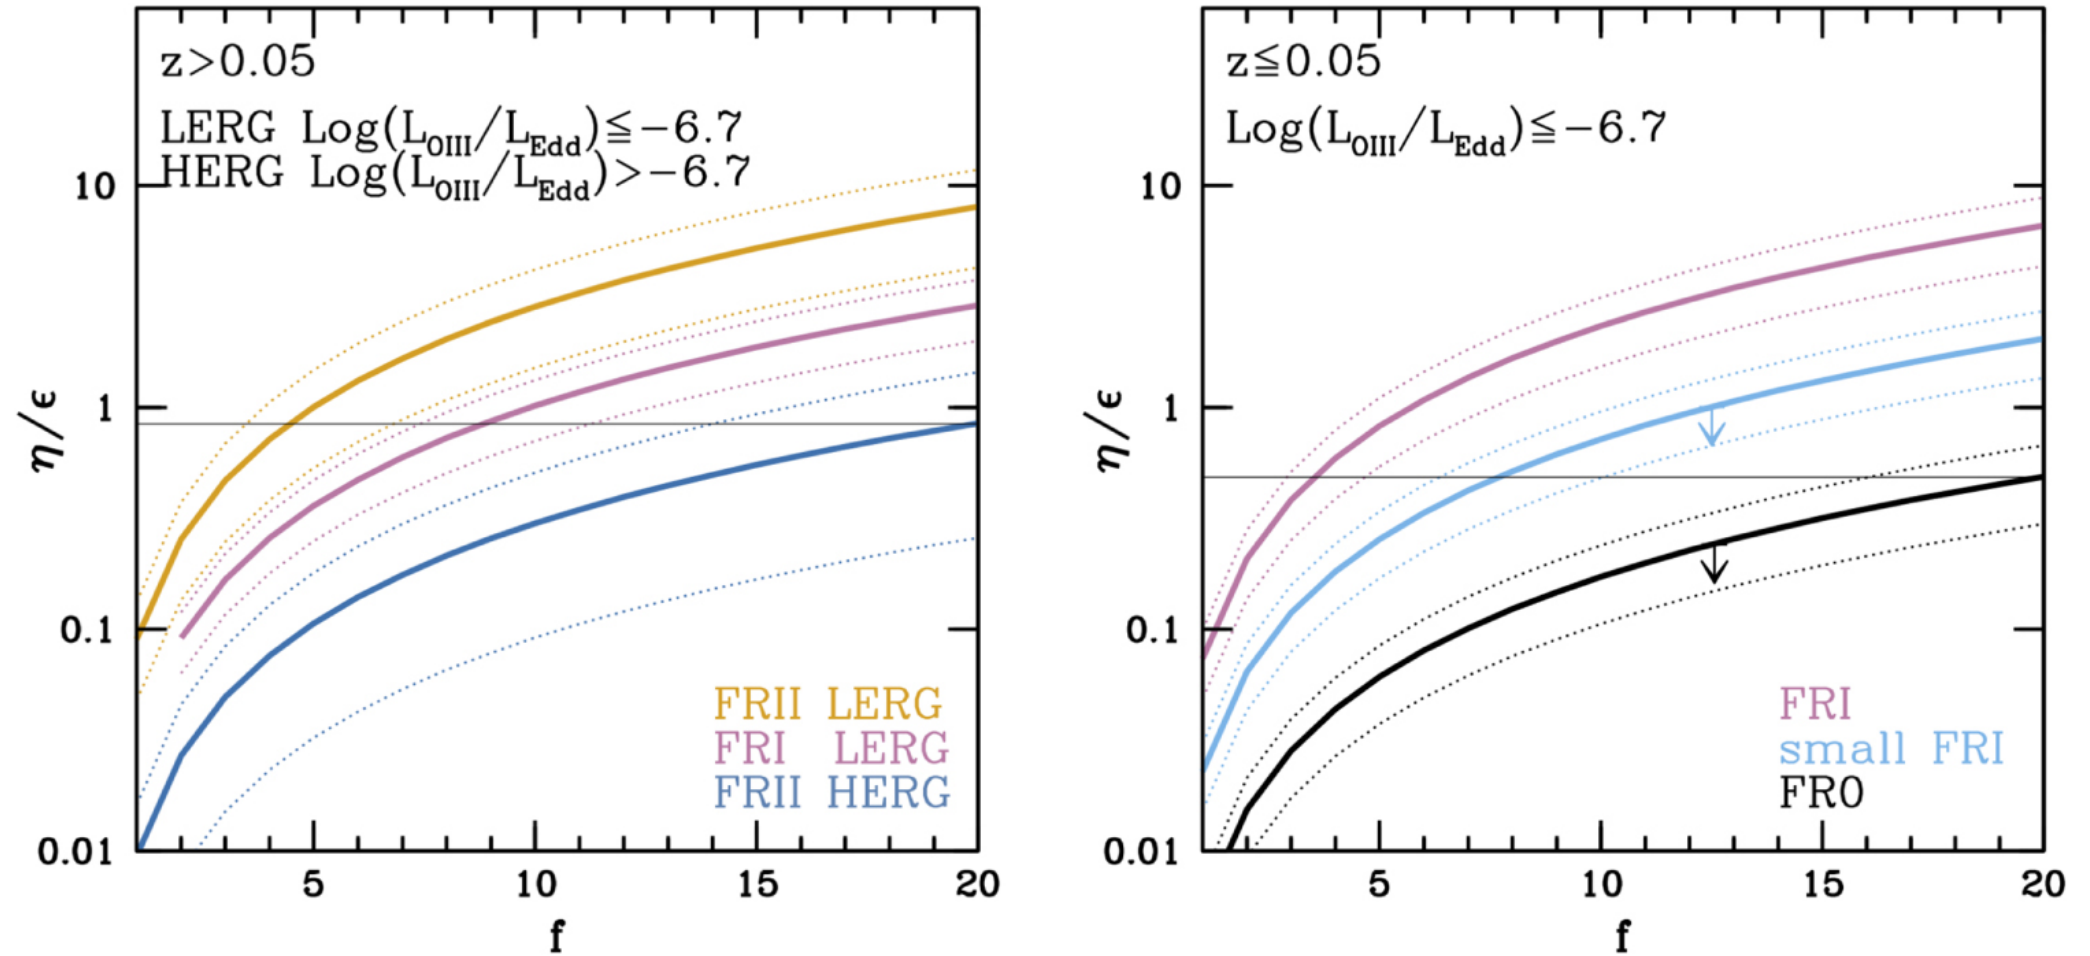 z>0.05
LERG Log(L_OIII/L_Edd)≦−6.7
HERG Log(L_OIII/L_Edd)>−6.7
10
1
0.1
0.01
η/ϵ
FRII LERG
FRI LERG
FRII HERG
5 10 15 20
f
z≦0.05
Log(L_OIII/L_Edd)≦−6.7
10
1
0.1
0.01
η/ϵ
FRI
small FRI
FR0
5 10 15 20
f